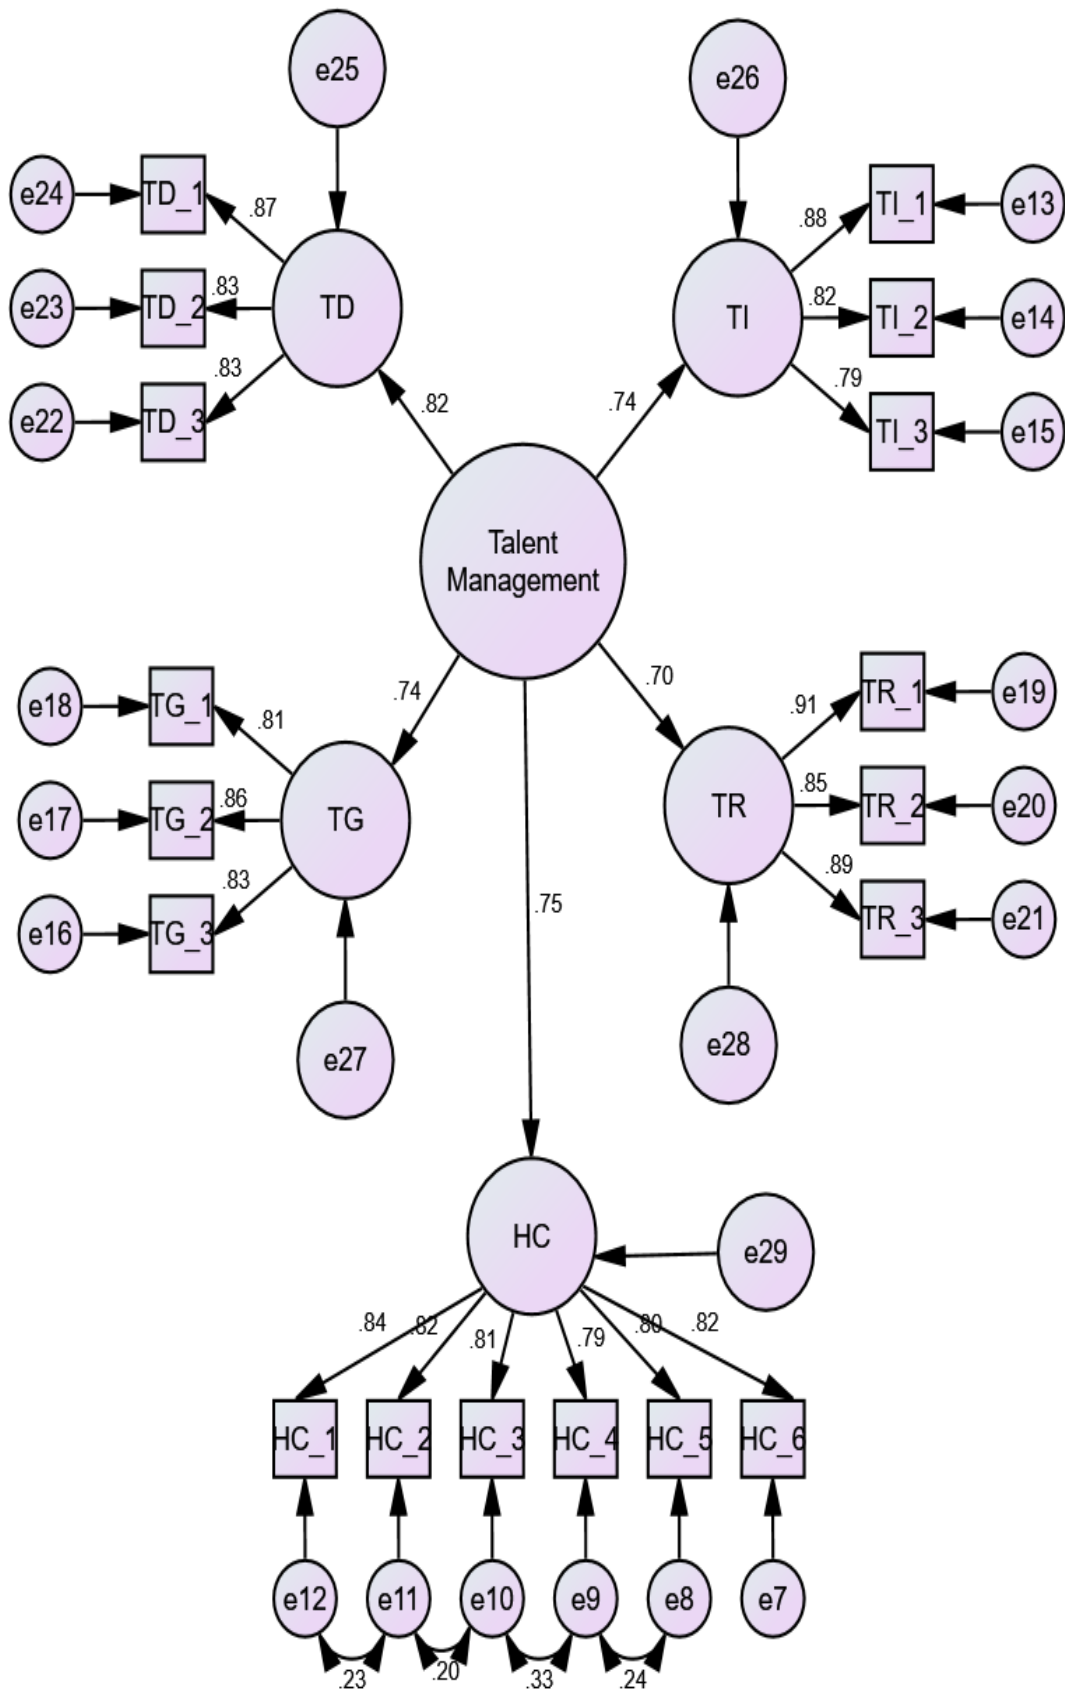 e25
e26
e24
TD_1
.87
TD
e23
TD_2
.83
e22
TD_3
.83
.82
TI
.88
TI_1
e13
.82
TI_2
e14
.79
TI_3
e15
.74
Talent
Management
e18
TG_1
.81
e17
TG_2
.86
TG
e16
TG_3
.83
.74
e27
.70
TR
.91
TR_1
e19
.85
TR_2
e20
.89
TR_3
e21
e28
.75
HC
e29
.84
.82
.81
.79
.80
.82
HC_1
HC_2
HC_3
HC_4
HC_5
HC_6
e12
e11
e10
e9
e8
e7
.23
.20
.33
.24